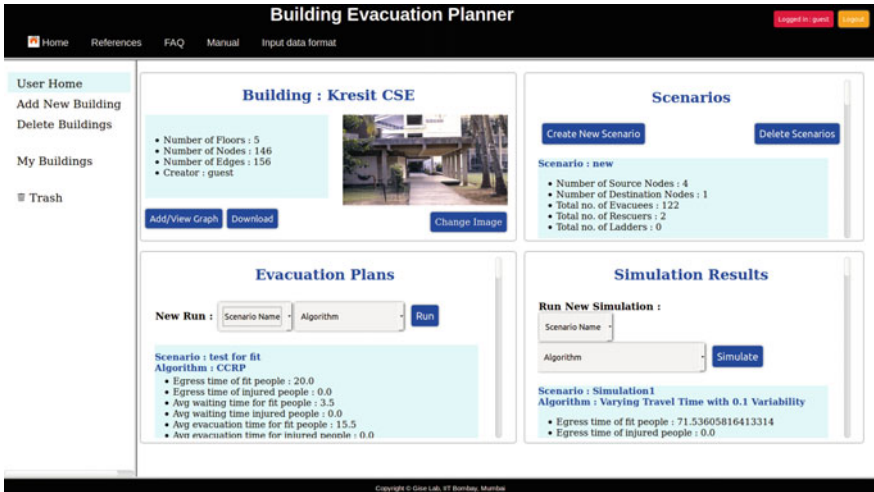 Building Evacuation Planner
Logged in : guest
Logout
Home
References
FAQ
Manual
Input data format
User Home
Add New Building
Delete Buildings
My Buildings
Trash
Building : Kresit CSE
• Number of Floors : 5
• Number of Nodes : 146
• Number of Edges : 156
• Creator : guest
Add/View Graph
Download
Change Image
Scenarios
Create New Scenario
Delete Scenarios
Scenario : new
• Number of Source Nodes : 4
• Number of Destination Nodes : 1
• Total no. of Evacuees : 122
• Total no. of Rescuers : 2
• Total no. of Ladders : 0
Evacuation Plans
New Run :
Scenario Name
Algorithm
Run
Scenario : test for fit
Algorithm : CCRP
• Egress time of fit people : 20.0
• Egress time of injured people : 0.0
• Avg waiting time for fit people : 3.5
• Avg waiting time injured people : 0.0
• Avg evacuation time for fit people : 15.5
• Avg evacuation time for injured people : 0.0
Simulation Results
Run New Simulation :
Scenario Name
Algorithm
Simulate
Scenario : Simulation1
Algorithm : Varying Travel Time with 0.1 Variability
• Egress time of fit people : 71.53605816413314
• Egress time of injured people : 0.0
Copyright © Gise Lab, IIT Bombay, Mumbai